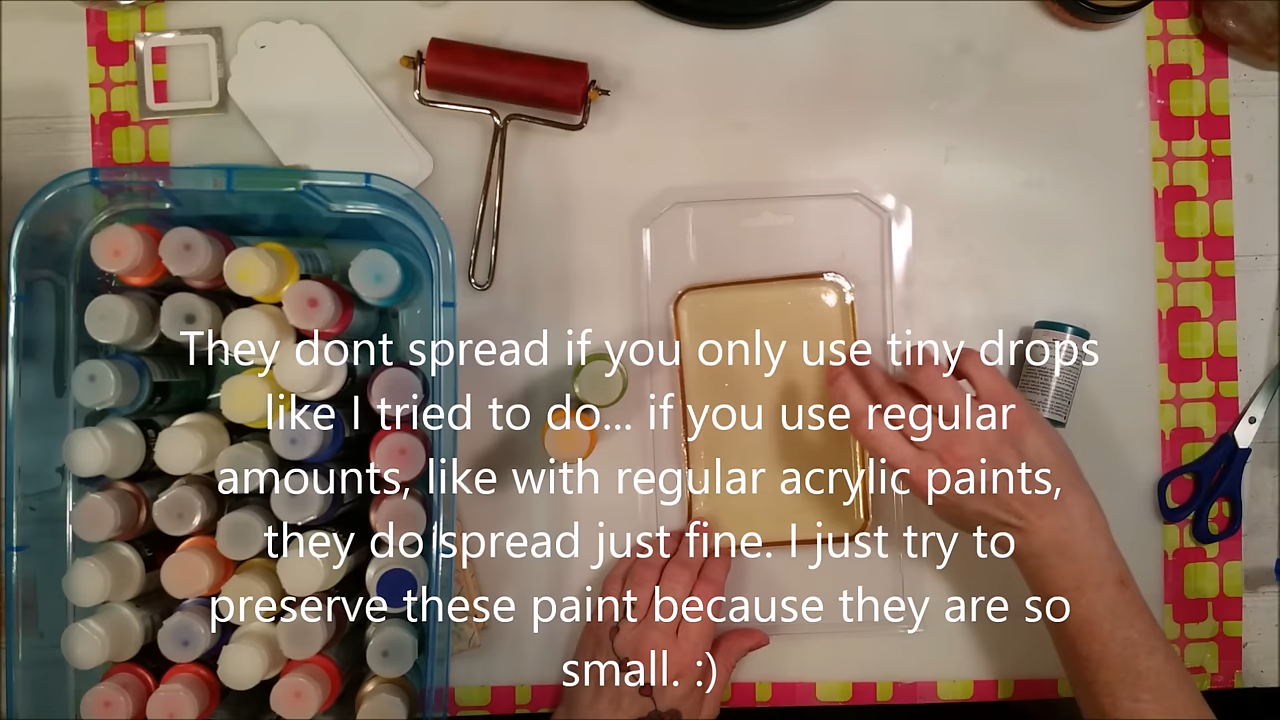 They dont spread if you only use tiny drops
like I tried to do... if you use regular
amounts, like with regular acrylic paints,
they do spread just fine. I just try to
preserve these paint because they are so
small. :)